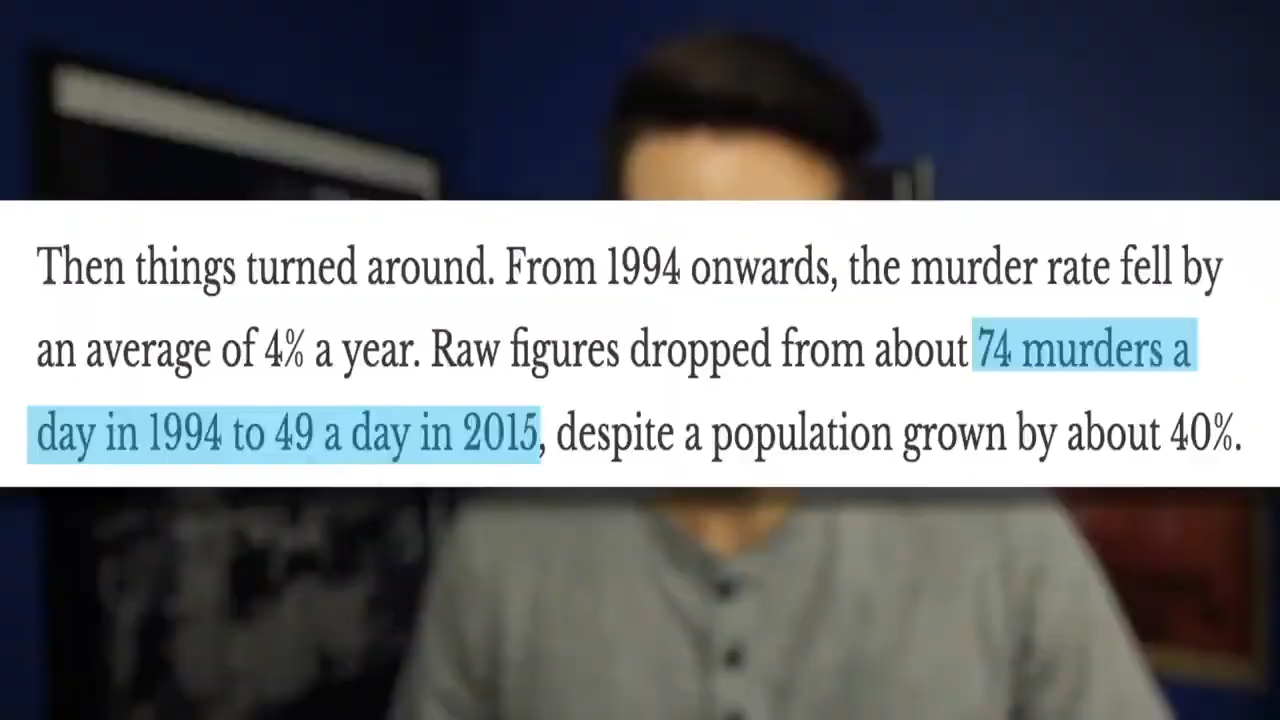 Then things turned around. From 1994 onwards, the murder rate fell by
an average of 4% a year. Raw figures dropped from about 74 murders a
day in 1994 to 49 a day in 2015, despite a population grown by about 40%.